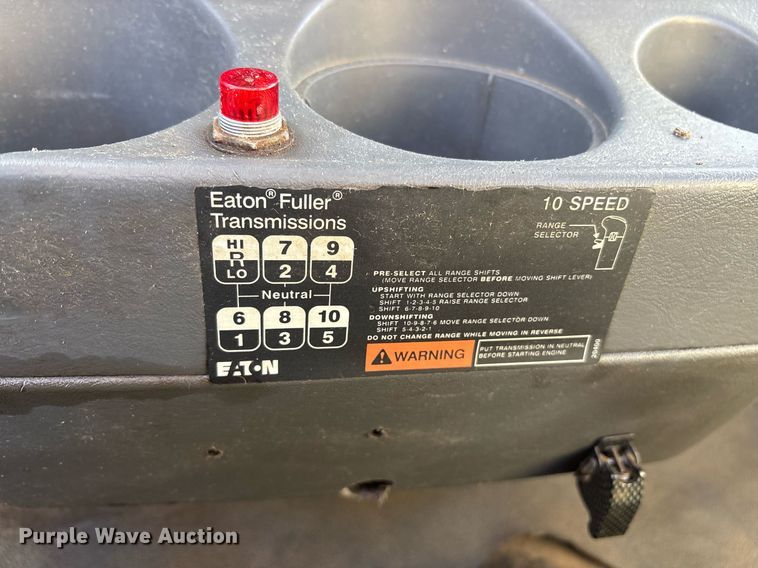 Eaton® Fuller®
Transmissions
10 SPEED
RANGE
SELECTOR
HI 7 9
R
LO 2 4
Neutral
6 8 10
1 3 5
EATON
PRE-SELECT ALL RANGE SHIFTS
(MOVE RANGE SELECTOR BEFORE MOVING SHIFT LEVER)
UPSHIFTING
START WITH RANGE SELECTOR DOWN
SHIFT 1-2-3-4-5 RAISE RANGE SELECTOR
SHIFT 6-7-8-9-10
DOWNSHIFTING
SHIFT 10-9-8-7-6 MOVE RANGE SELECTOR DOWN
SHIFT 5-4-3-2-1
DO NOT CHANGE RANGE WHILE MOVING IN REVERSE
WARNING
PUT TRANSMISSION IN NEUTRAL
BEFORE STARTING ENGINE
20490
Purple Wave Auction